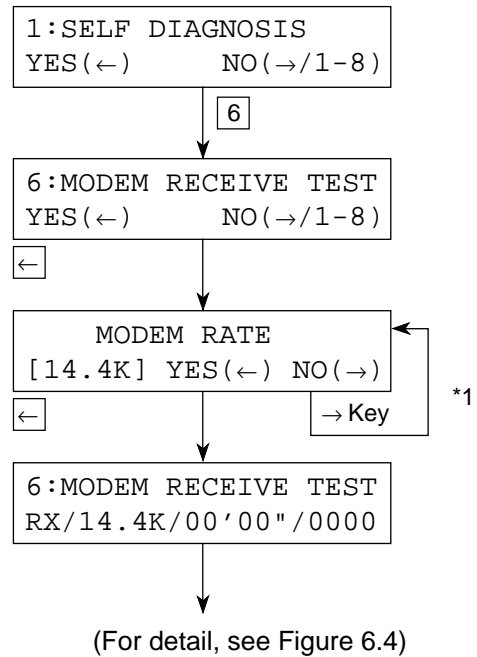 1:SELF DIAGNOSIS
YES(←) NO(→/1-8)
6
6:MODEM RECEIVE TEST
YES(←) NO(→/1-8)
←
MODEM RATE
[14.4K] YES(←) NO(→)
←
→ Key
*1
6:MODEM RECEIVE TEST
RX/14.4K/00'00"/0000
(For detail, see Figure 6.4)